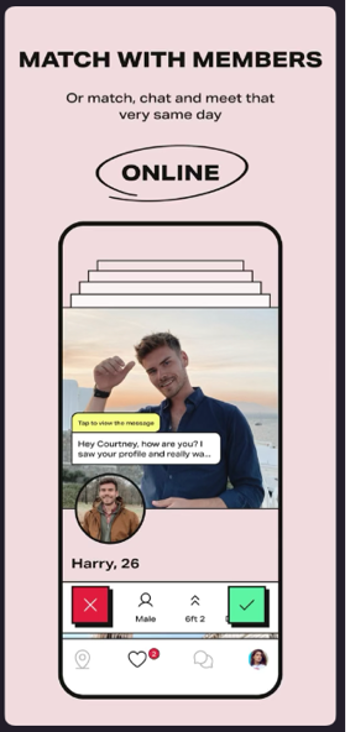 MATCH WITH MEMBERS
Or match, chat and meet that
very same day
ONLINE
Tap to view the message
Hey Courtney, how are you? I
saw your profile and really wa...
Harry, 26
Male
6ft 2
2